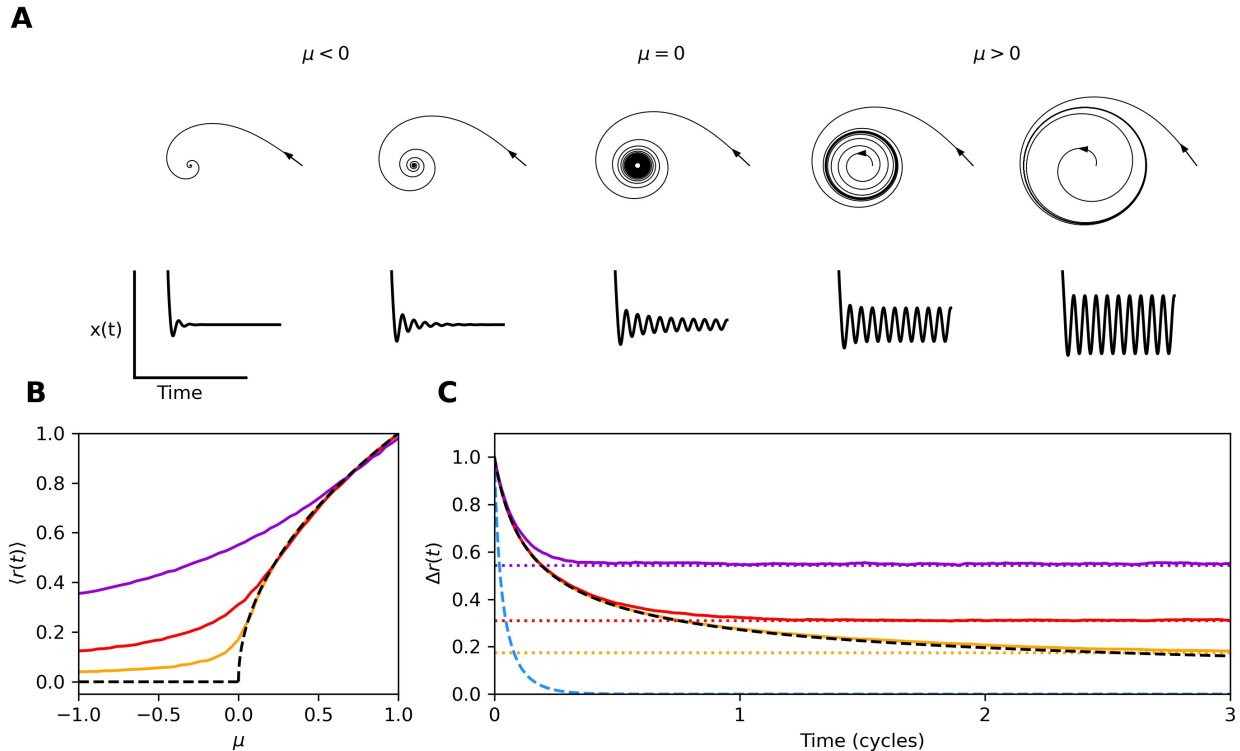 A
μ < 0
μ = 0
μ > 0
x(t)
Time
B
C
1.0
0.8
0.6
0.4
0.2
0.0
⟨r(t)⟩
−1.0
−0.5
0.0
0.5
1.0
μ
1.0
0.8
0.6
0.4
0.2
0.0
Δr(t)
0
1
2
3
Time (cycles)